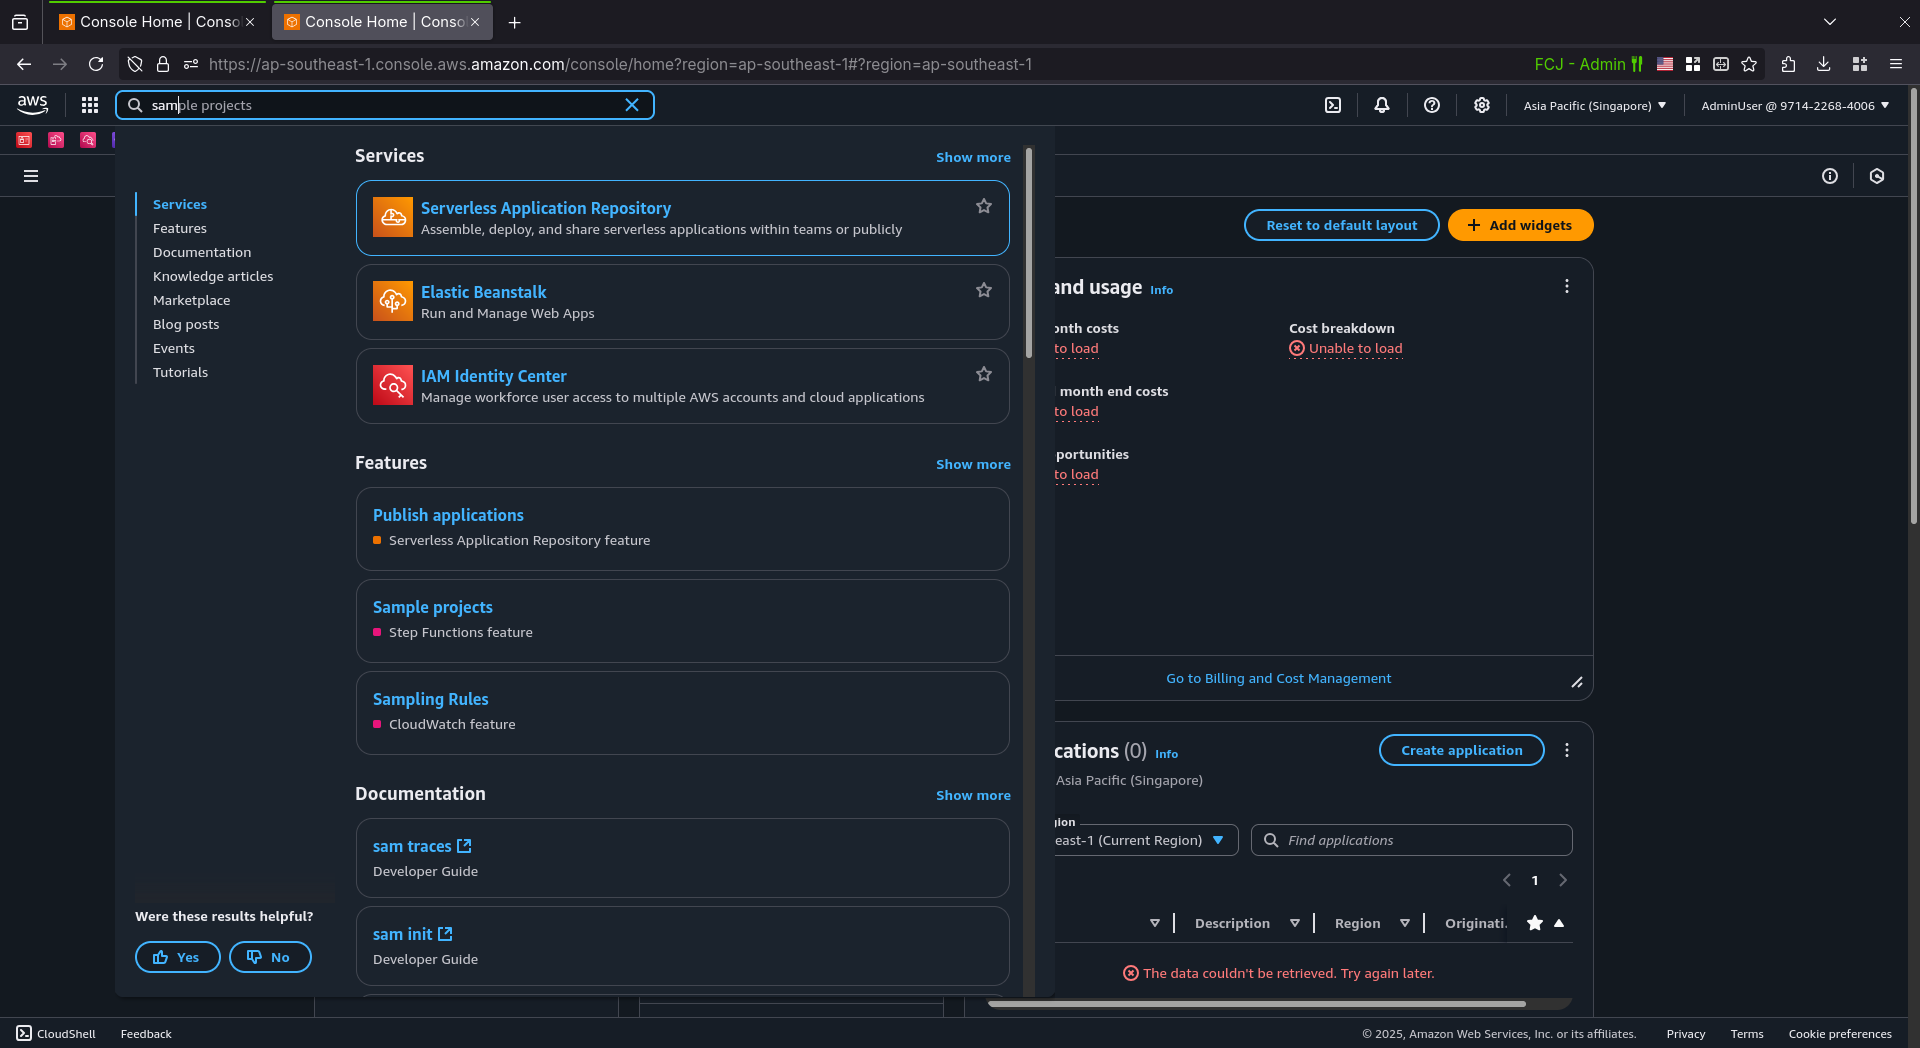 Console Home | Conso
Console Home | Conso
https://ap-southeast-1.console.aws.amazon.com/console/home?region=ap-southeast-1#?region=ap-southeast-1
FCJ - Admin
aws
sample projects
Asia Pacific (Singapore)
AdminUser @ 9714-2268-4006
Services
Features
Documentation
Knowledge articles
Marketplace
Blog posts
Events
Tutorials
Were these results helpful?
Yes
No
Services
Show more
Serverless Application Repository
Assemble, deploy, and share serverless applications within teams or publicly
Elastic Beanstalk
Run and Manage Web Apps
IAM Identity Center
Manage workforce user access to multiple AWS accounts and cloud applications
Features
Show more
Publish applications
Serverless Application Repository feature
Sample projects
Step Functions feature
Sampling Rules
CloudWatch feature
Documentation
Show more
sam traces
Developer Guide
sam init
Developer Guide
Reset to default layout
+ Add widgets
and usage Info
onth costs
to load
Cost breakdown
Unable to load
month end costs
to load
portunities
to load
Go to Billing and Cost Management
cations (0) Info
Create application
Asia Pacific (Singapore)
gion
east-1 (Current Region)
Find applications
1
Description
Region
Originati.
The data couldn't be retrieved. Try again later.
CloudShell
Feedback
© 2025, Amazon Web Services, Inc. or its affiliates.
Privacy
Terms
Cookie preferences